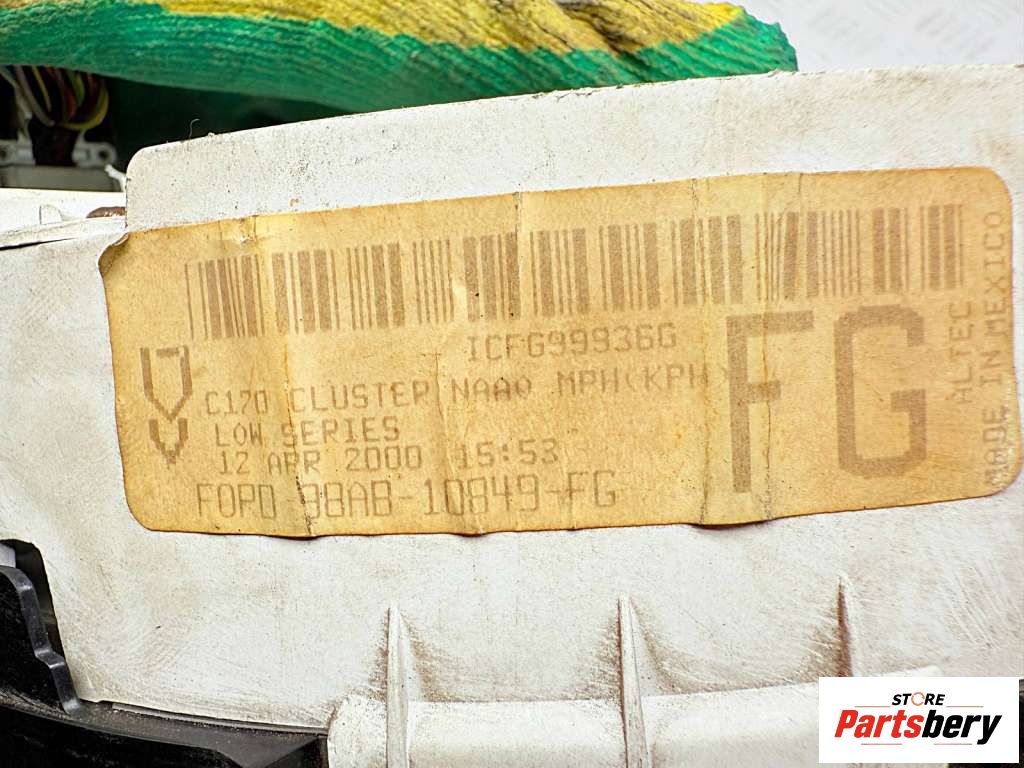 ICFG99936G
C170 CLUSTER NAAO MPH(KPH)
LOW SERIES
12 APR 2000 15:53
FORD 98AB-10849-FG
FG
ALTEC
MADE IN MEXICO
STORE
Partsbery